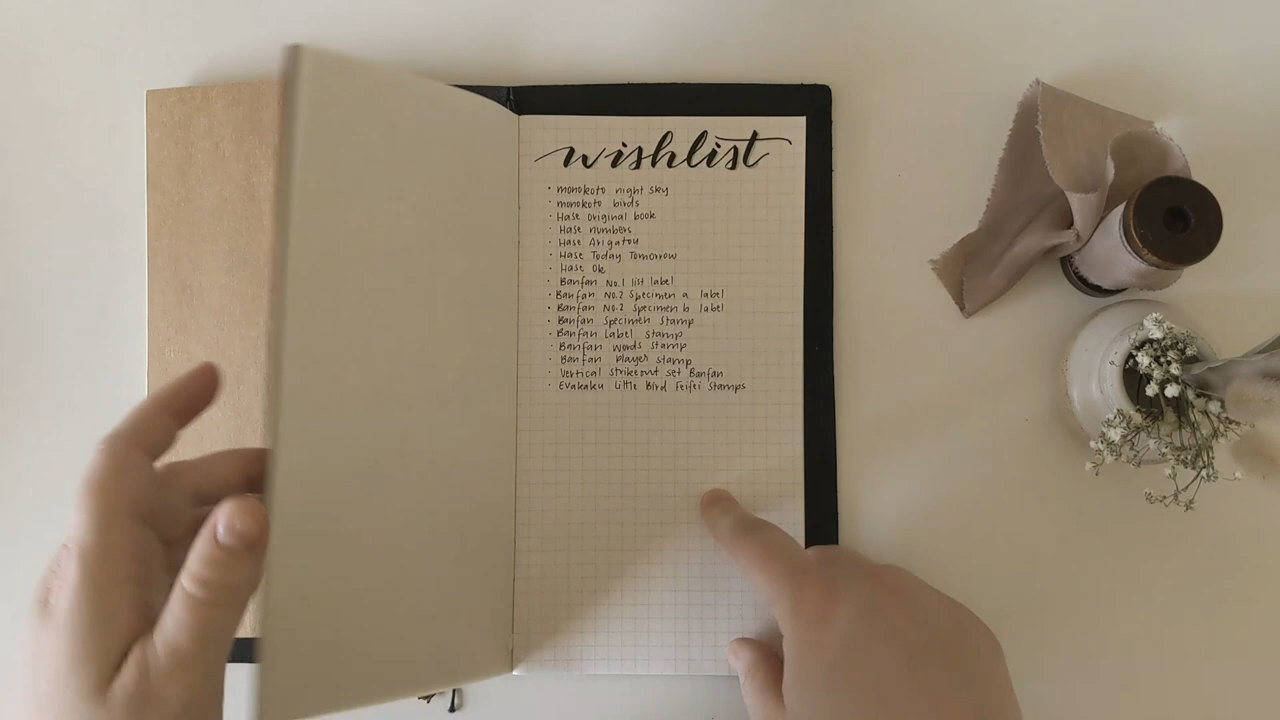 wishlist
• monokoto night sky
• monokoto birds
• Hase original book
• Hase numbers
• Hase Arigatou
• Hase Today Tomorrow
• Hase Ok
• Banfan No.1 list label
• Banfan No.2 Specimen a label
• Banfan No.2 Specimen b label
• Banfan Specimen Stamp
• Banfan Label Stamp
• Banfan words stamp
• Banfan player stamp
• Vertical strikeout set Banfan
• Evakaku Little Bird Feifei Stamps